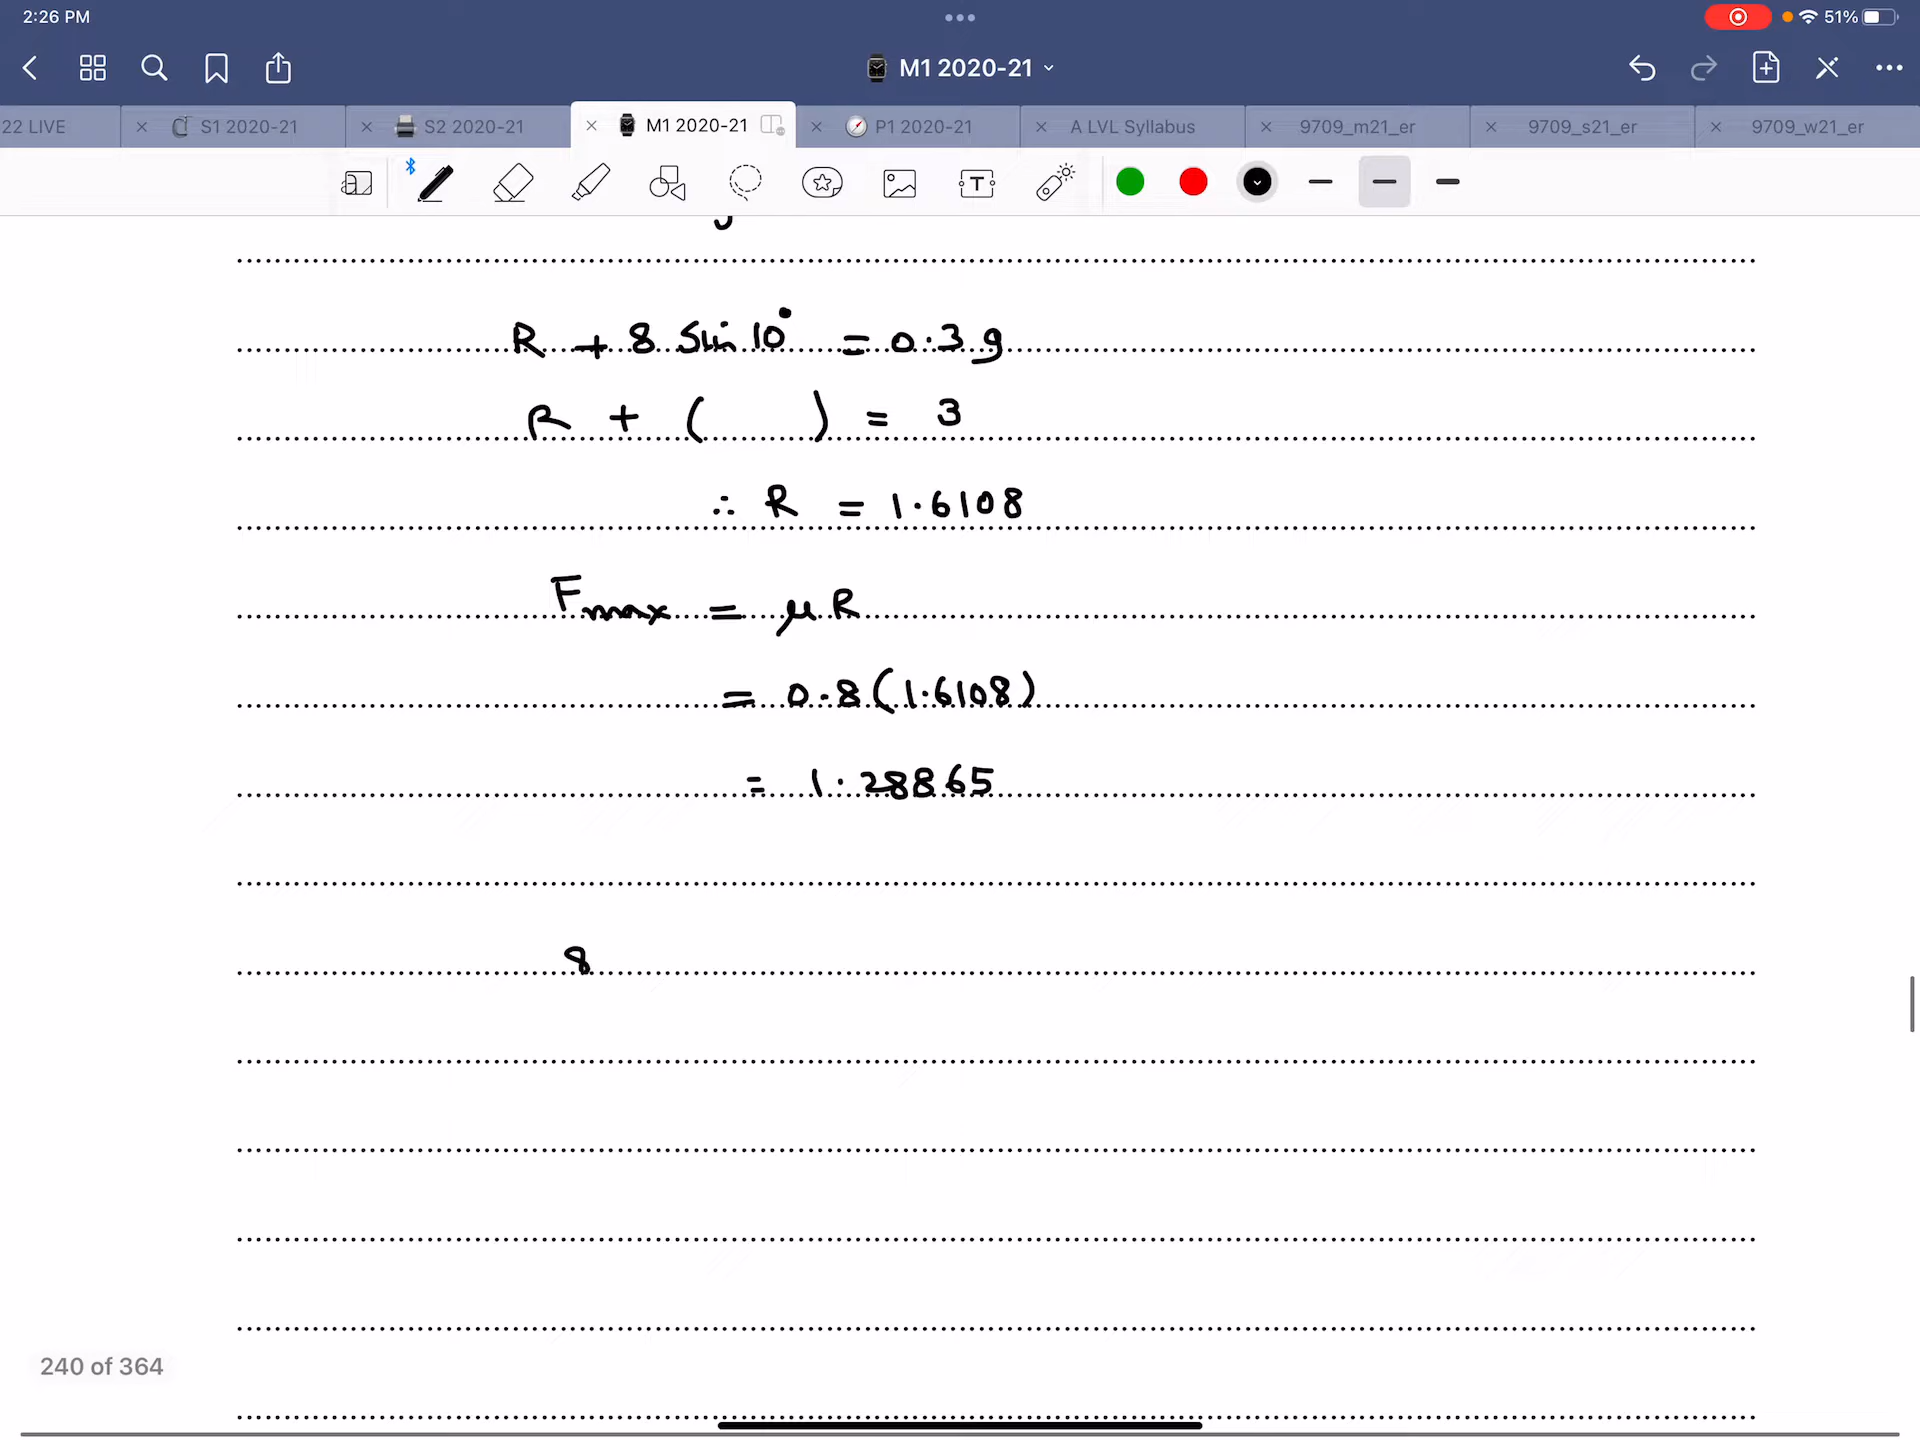 2:26 PM
51%
M1 2020-21
22 LIVE
S1 2020-21
S2 2020-21
M1 2020-21
P1 2020-21
A LVL Syllabus
9709_m21_er
9709_s21_er
9709_w21_er
R + 8 Sin 10° = 0.3g
R + ( ) = 3
∴ R = 1.6108
Fmax = μR
= 0.8(1.6108)
= 1.28865
8
240 of 364